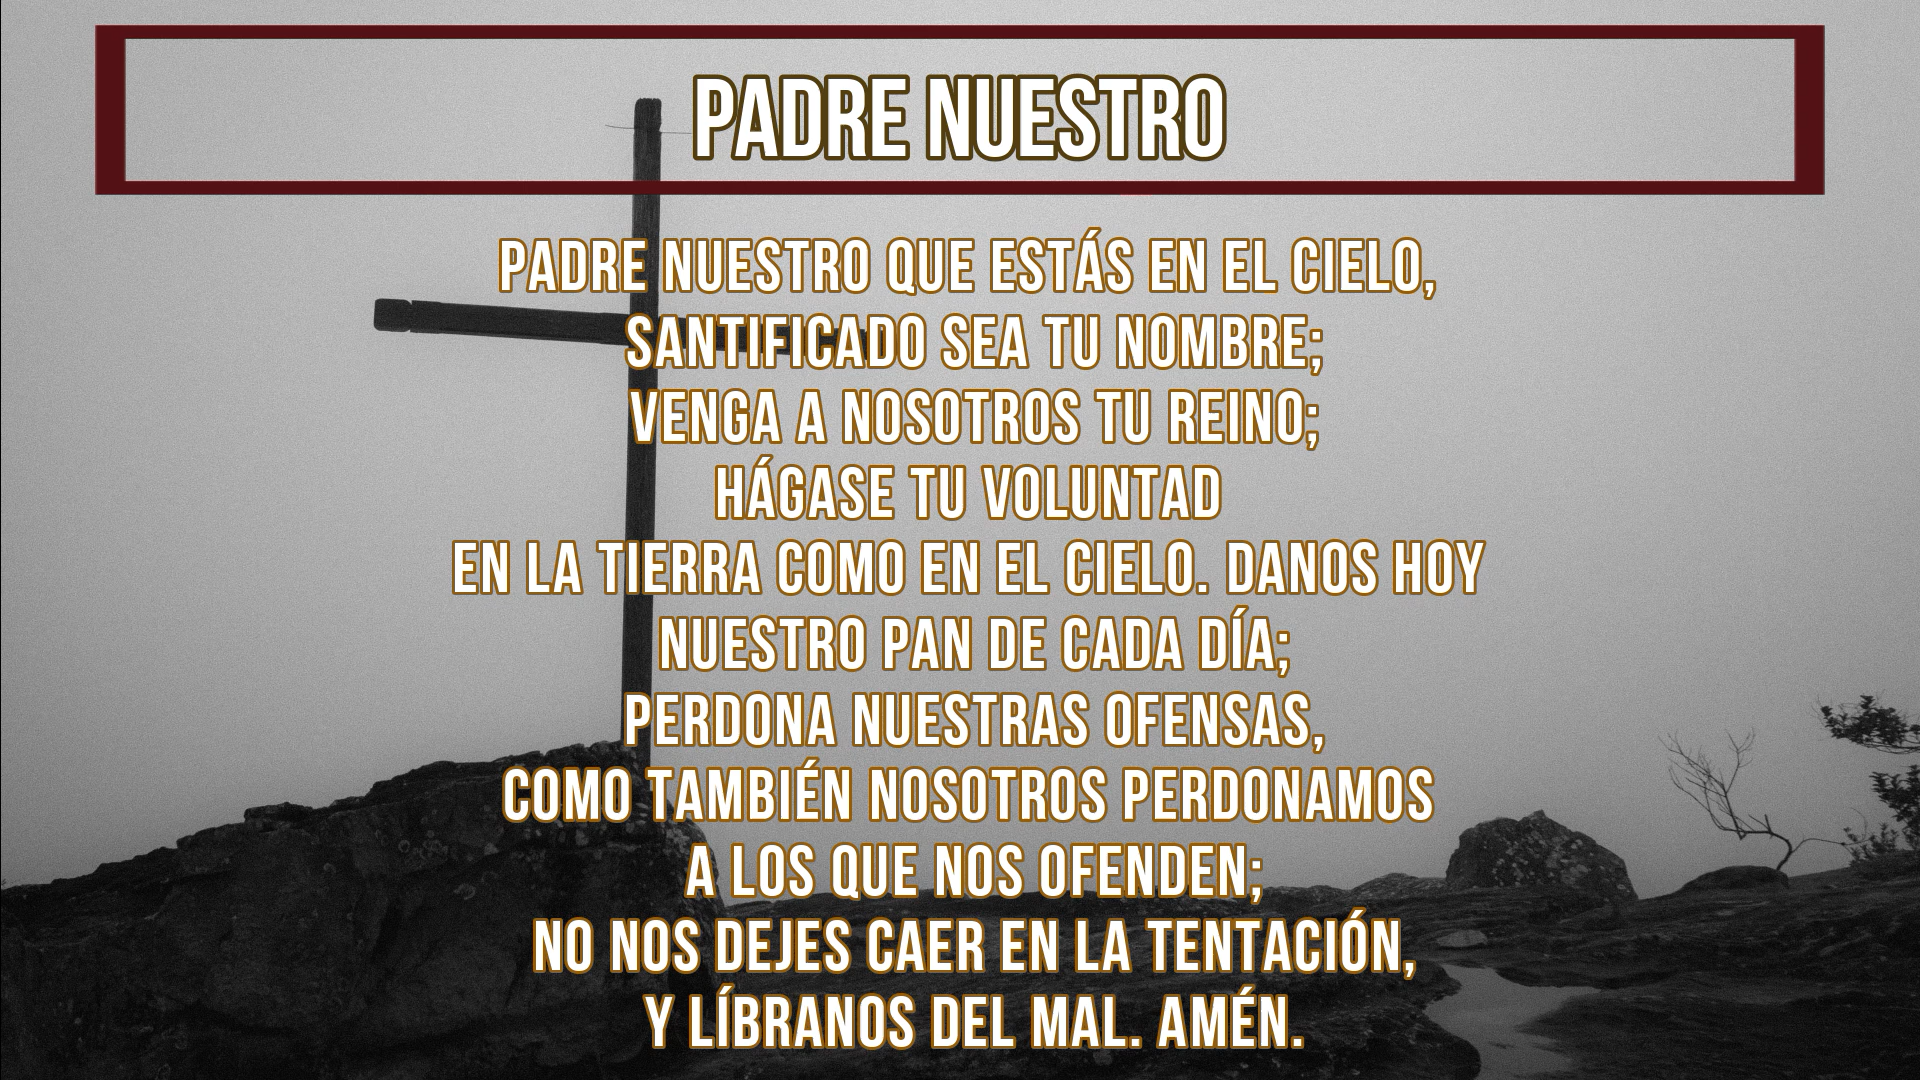 PADRE NUESTRO
PADRE NUESTRO QUE ESTÁS EN EL CIELO,
SANTIFICADO SEA TU NOMBRE;
VENGA A NOSOTROS TU REINO;
HÁGASE TU VOLUNTAD
EN LA TIERRA COMO EN EL CIELO. DANOS HOY
NUESTRO PAN DE CADA DÍA;
PERDONA NUESTRAS OFENSAS,
COMO TAMBIÉN NOSOTROS PERDONAMOS
A LOS QUE NOS OFENDEN;
NO NOS DEJES CAER EN LA TENTACIÓN,
Y LÍBRANOS DEL MAL. AMÉN.